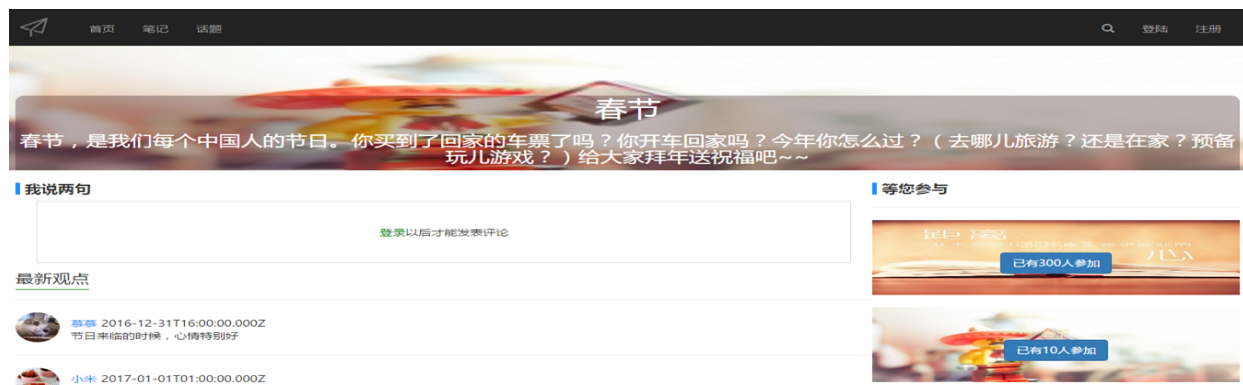 首页 笔记 话题 登陆 注册
春节
春节，是我们每个中国人的节日。你买到了回家的车票了吗？你开车回家吗？今年你怎么过？（去哪儿旅游？还是在家？预备
玩儿游戏？）给大家拜年送祝福吧~~
我说两句
登录以后才能发表评论
最新观点
慕慕 2016-12-31T16:00:00.000Z
节日来临的时候，心情特别好
小米 2017-01-01T01:00:00.000Z
等您参与
距离.
心
已有300人参加
已有10人参加